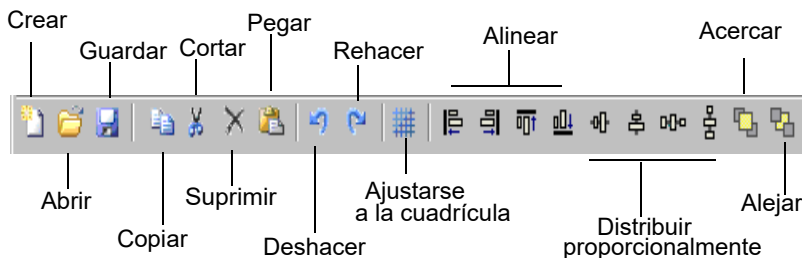 Crear
Guardar
Cortar
Pegar
Rehacer
Alinear
Acercar
Abrir
Copiar
Suprimir
Deshacer
Ajustarse
a la cuadrícula
Distribuir
proporcionalmente
Alejar